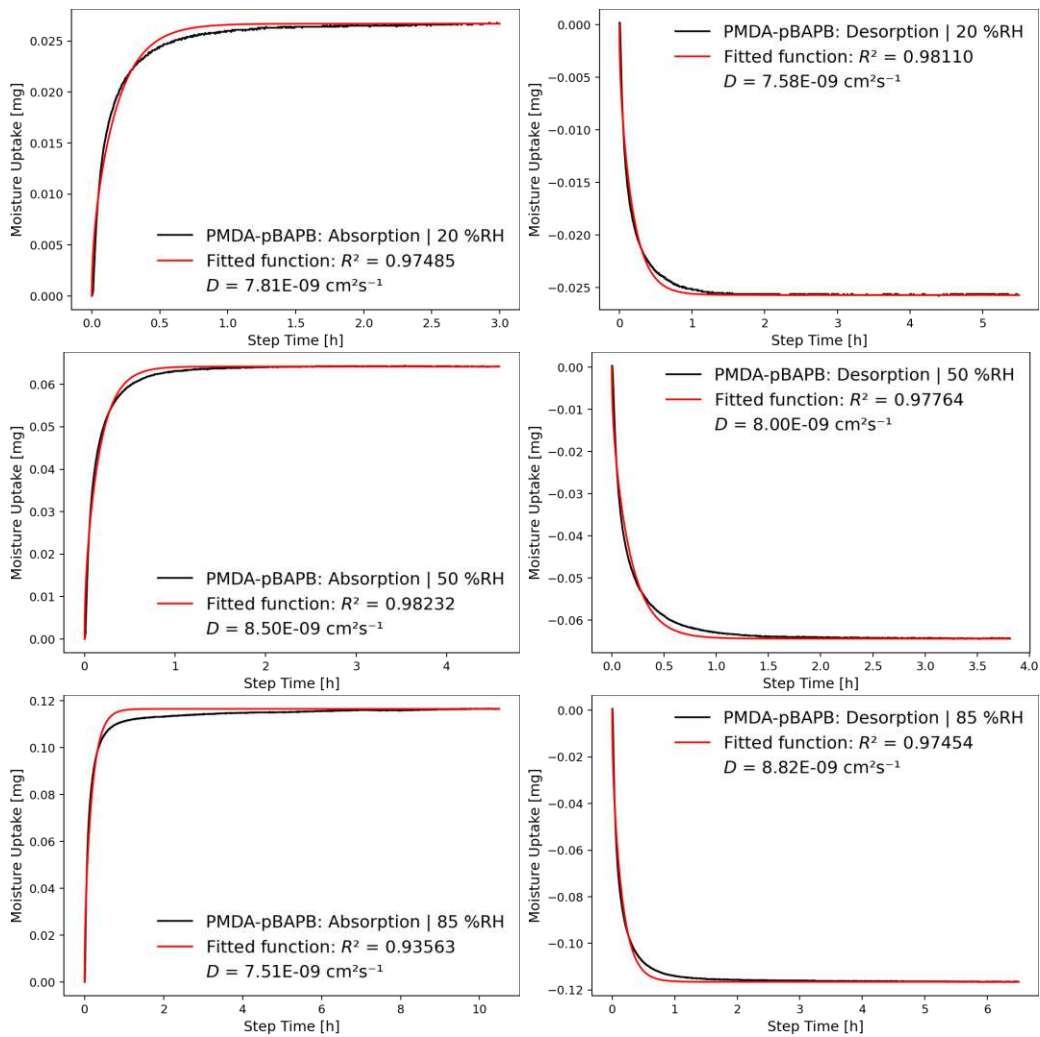 0.025
0.020
0.015
0.010
0.005
0.000
Moisture Uptake [mg]
PMDA-pBAPB: Absorption | 20 %RH
Fitted function: R² = 0.97485
D = 7.81E-09 cm²s⁻¹
0.0 0.5 1.0 1.5 2.0 2.5 3.0
Step Time [h]
0.000
−0.005
−0.010
−0.015
−0.020
−0.025
Moisture Uptake [mg]
PMDA-pBAPB: Desorption | 20 %RH
Fitted function: R² = 0.98110
D = 7.58E-09 cm²s⁻¹
0 1 2 3 4 5
Step Time [h]
0.06
0.05
0.04
0.03
0.02
0.01
0.00
Moisture Uptake [mg]
PMDA-pBAPB: Absorption | 50 %RH
Fitted function: R² = 0.98232
D = 8.50E-09 cm²s⁻¹
0 1 2 3 4
Step Time [h]
0.00
−0.01
−0.02
−0.03
−0.04
−0.05
−0.06
Moisture Uptake [mg]
PMDA-pBAPB: Desorption | 50 %RH
Fitted function: R² = 0.97764
D = 8.00E-09 cm²s⁻¹
0.0 0.5 1.0 1.5 2.0 2.5 3.0 3.5 4.0
Step Time [h]
0.12
0.10
0.08
0.06
0.04
0.02
0.00
Moisture Uptake [mg]
PMDA-pBAPB: Absorption | 85 %RH
Fitted function: R² = 0.93563
D = 7.51E-09 cm²s⁻¹
0 2 4 6 8 10
Step Time [h]
0.00
−0.02
−0.04
−0.06
−0.08
−0.10
−0.12
Moisture Uptake [mg]
PMDA-pBAPB: Desorption | 85 %RH
Fitted function: R² = 0.97454
D = 8.82E-09 cm²s⁻¹
0 1 2 3 4 5 6
Step Time [h]